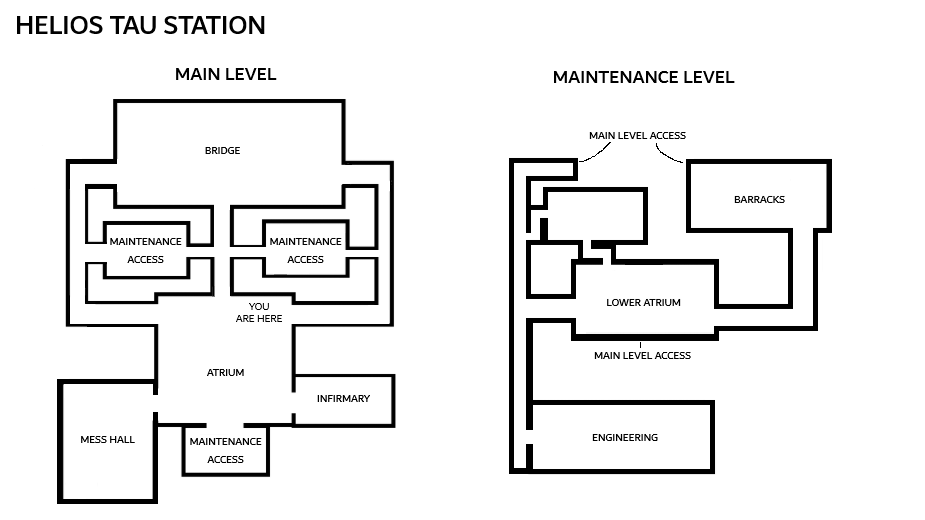 HELIOS TAU STATION
MAIN LEVEL
MAINTENANCE LEVEL
BRIDGE
MAINTENANCE
ACCESS
MAINTENANCE
ACCESS
YOU
ARE HERE
ATRIUM
INFIRMARY
MESS HALL
MAINTENANCE
ACCESS
MAIN LEVEL ACCESS
BARRACKS
LOWER ATRIUM
MAIN LEVEL ACCESS
ENGINEERING